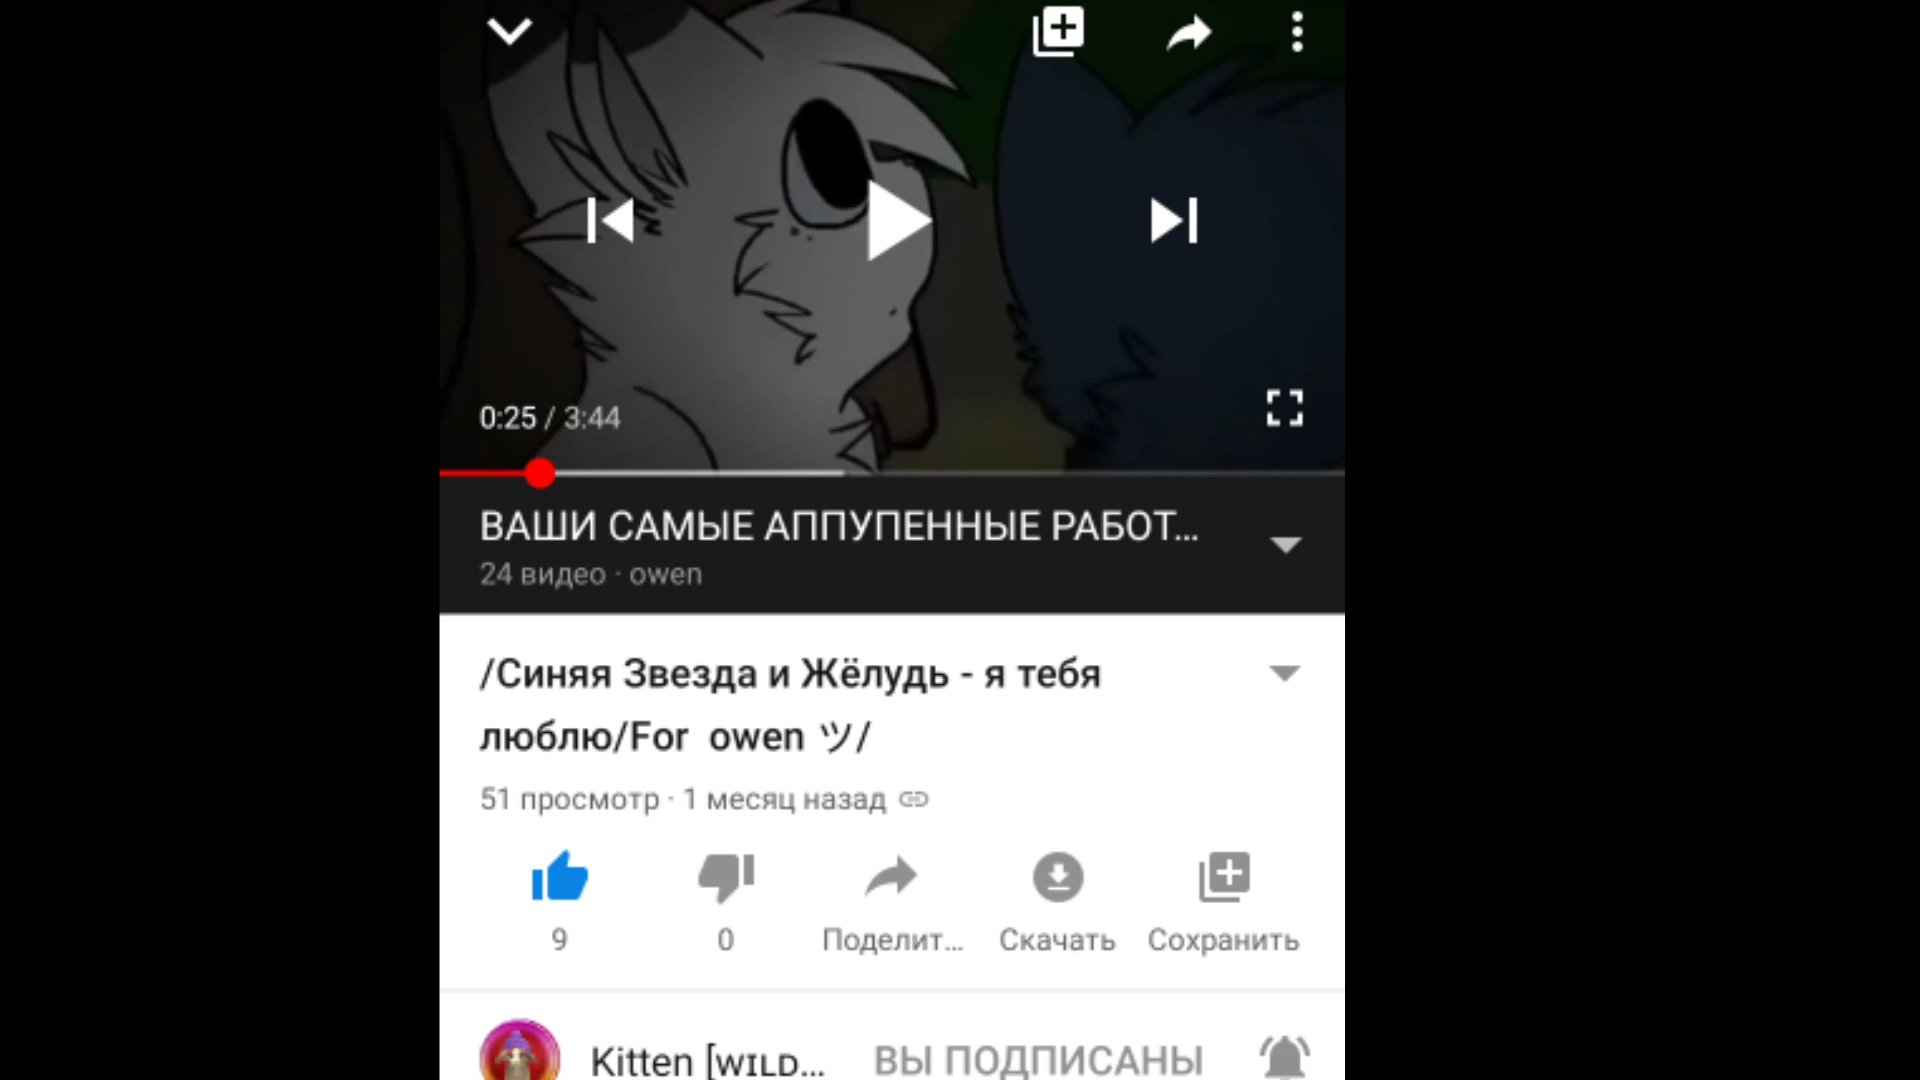 0:25 / 3:44
ВАШИ САМЫЕ АППУПЕННЫЕ РАБОТ...
24 видео · owen
/Синяя Звезда и Жёлудь - я тебя
люблю/For owen ツ/
51 просмотр · 1 месяц назад
9 0 Поделит... Скачать Сохранить
Kitten [ᴡɪʟᴅ... ВЫ ПОДПИСАНЫ